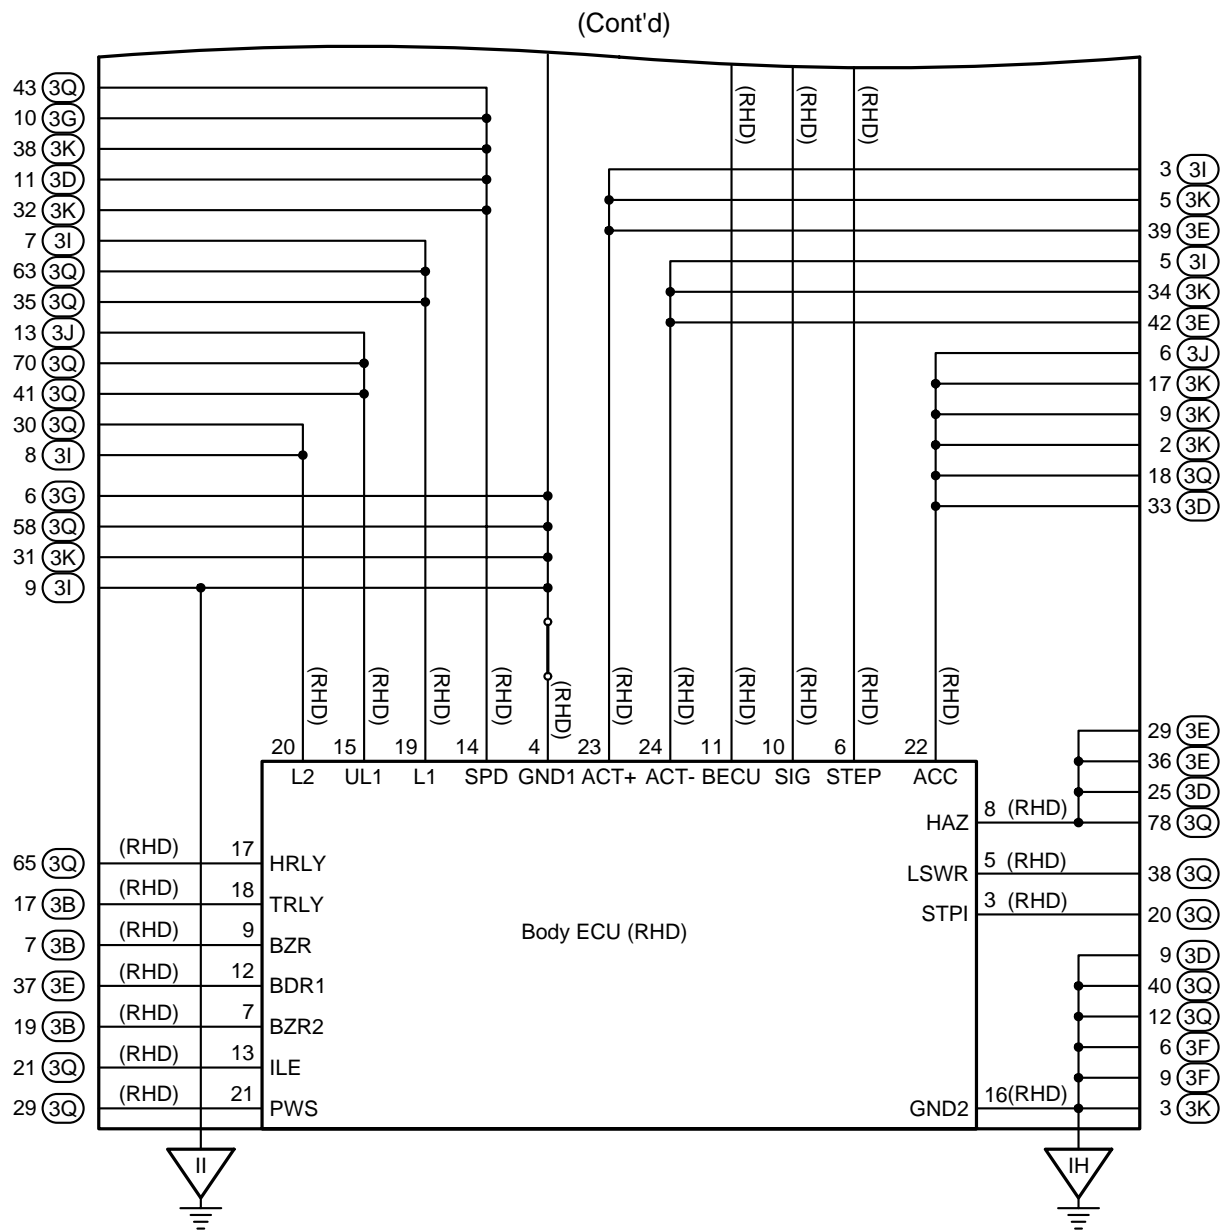 (Cont'd)
43 3Q
10 3G
38 3K
11 3D
32 3K
7 3I
63 3Q
35 3Q
13 3J
70 3Q
41 3Q
30 3Q
8 3I
6 3G
58 3Q
31 3K
9 3I
(RHD) (RHD) (RHD)
3 3I
5 3K
39 3E
5 3I
34 3K
42 3E
6 3J
17 3K
9 3K
2 3K
18 3Q
33 3D
(RHD) (RHD) (RHD) (RHD) (RHD) (RHD) (RHD) (RHD) (RHD) (RHD) (RHD)
20 15 19 14 4 23 24 11 10 6 22
L2 UL1 L1 SPD GND1 ACT+ ACT- BECU SIG STEP ACC
65 3Q (RHD) 17 HRLY
17 3B (RHD) 18 TRLY
7 3B (RHD) 9 BZR
37 3E (RHD) 12 BDR1
19 3B (RHD) 7 BZR2
21 3Q (RHD) 13 ILE
29 3Q (RHD) 21 PWS
Body ECU (RHD)
29 3E
36 3E
25 3D
HAZ 8 (RHD) 78 3Q
LSWR 5 (RHD) 38 3Q
STPI 3 (RHD) 20 3Q
9 3D
40 3Q
12 3Q
6 3F
9 3F
GND2 16(RHD) 3 3K
II
IH